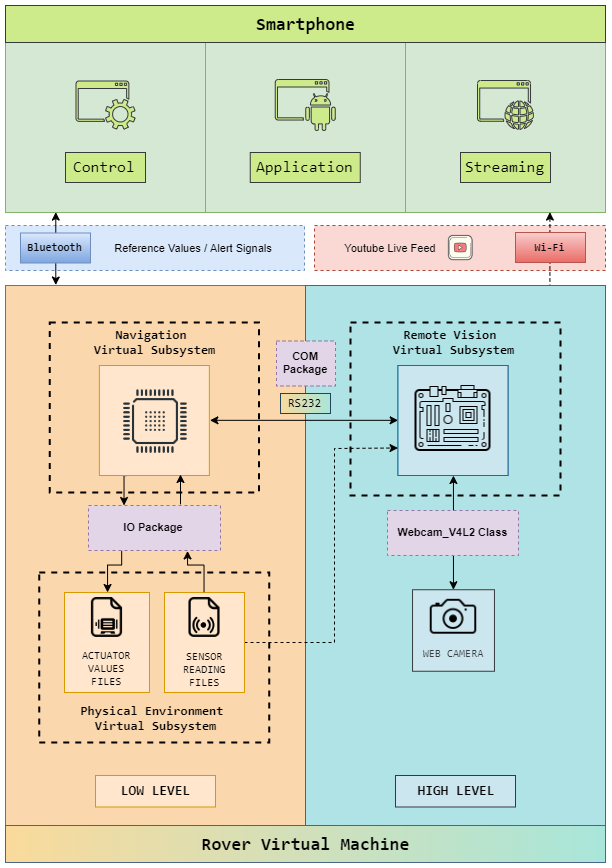 Smartphone
Control
Application
Streaming
Bluetooth
Reference Values / Alert Signals
Youtube Live Feed
Wi-Fi
Navigation
Virtual Subsystem
COM
Package
RS232
Remote Vision
Virtual Subsystem
IO Package
Webcam_V4L2 Class
ACTUATOR
VALUES
FILES
SENSOR
READING
FILES
WEB CAMERA
Physical Environment
Virtual Subsystem
LOW LEVEL
HIGH LEVEL
Rover Virtual Machine